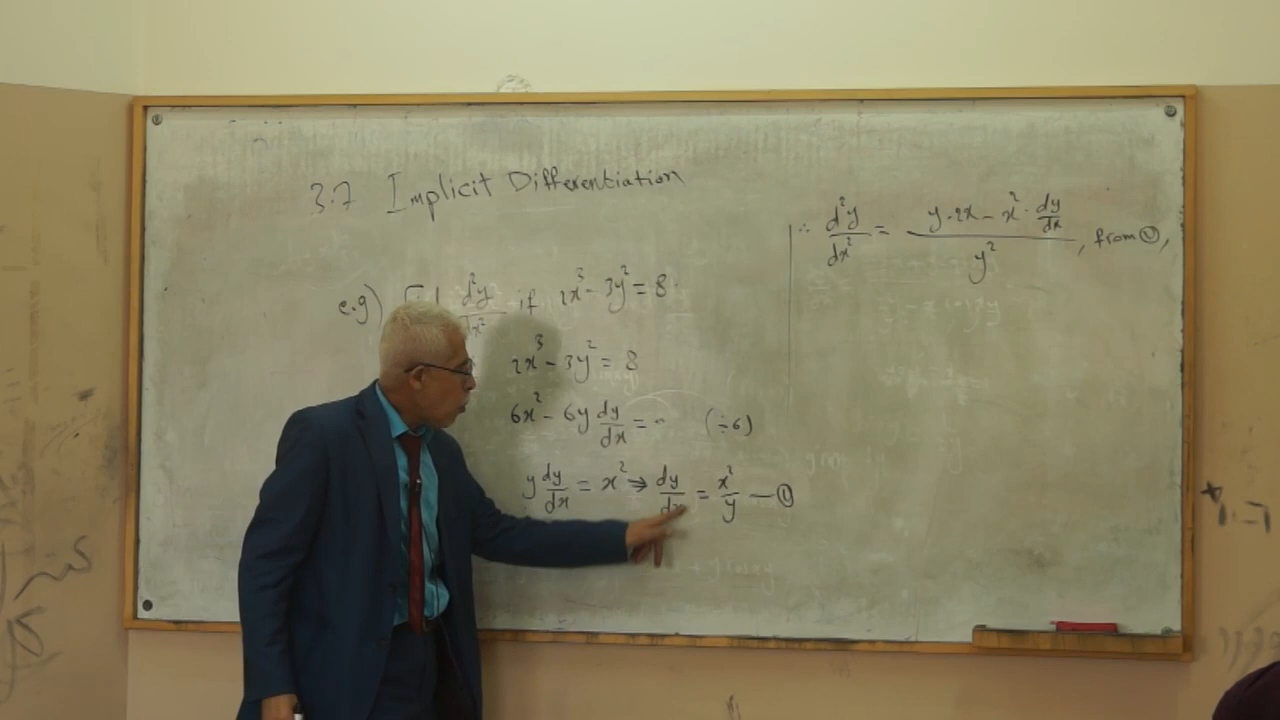 3.7 Implicit Differentiation
e.g) d²y/dx² if 2x³ - 3y² = 8.
2x³ - 3y² = 8
6x² - 6y dy/dx = 0 (÷6)
y dy/dx = x² ⇒ dy/dx = x²/y — ①
∴ d²y/dx² = (y·2x - x²·dy/dx)/y², from ①,